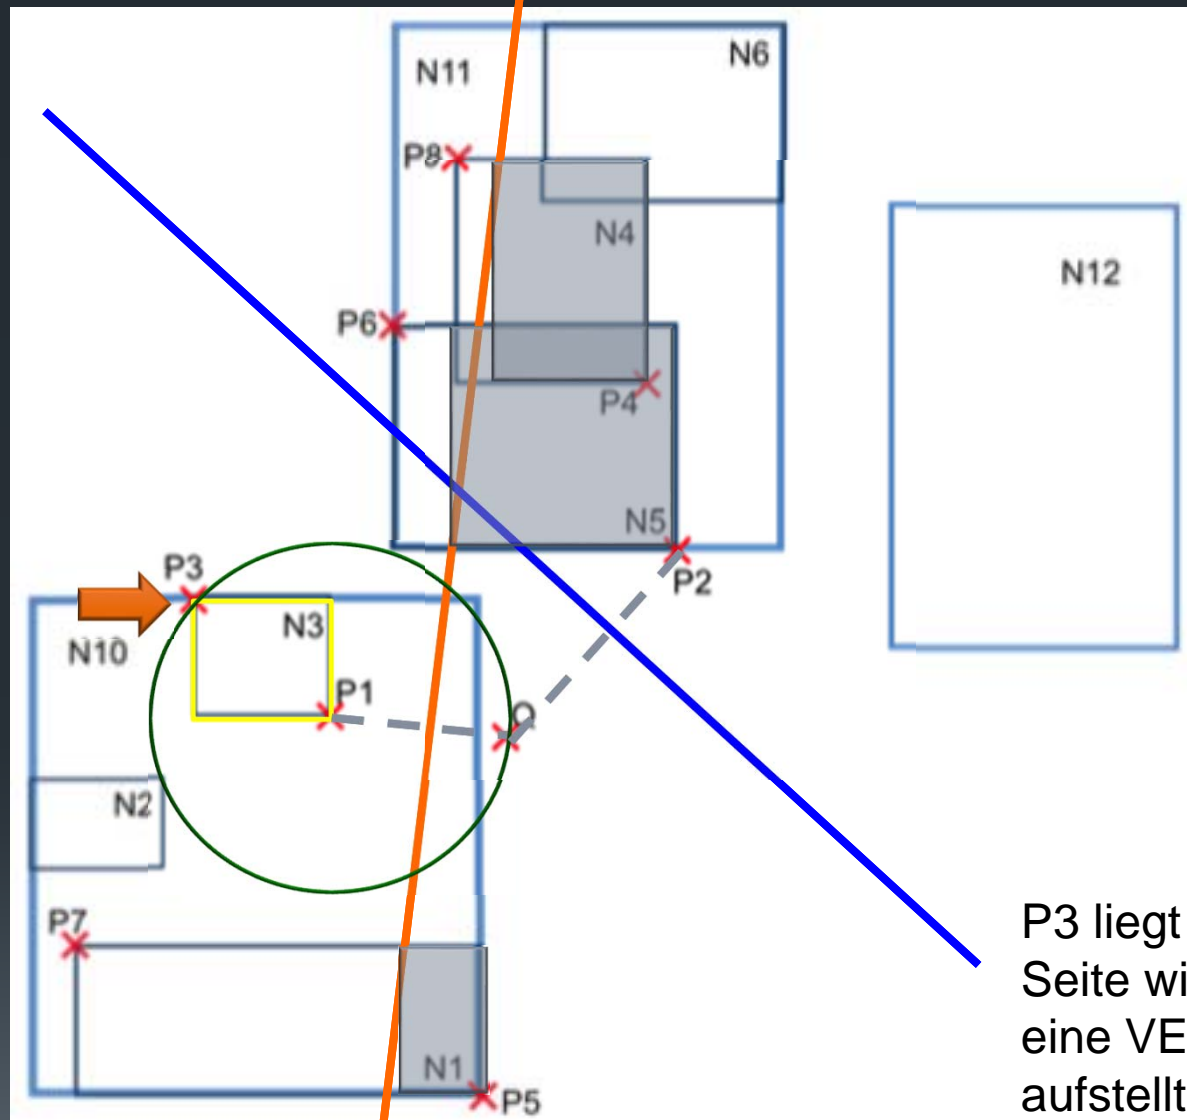 N6
N11
P8
N4
N12
P6
P4
N5
P3
P2
N3
N10
P1
Q
N2
P7
P3 liegt
Seite wi
eine VE
aufstellt
N1
P5